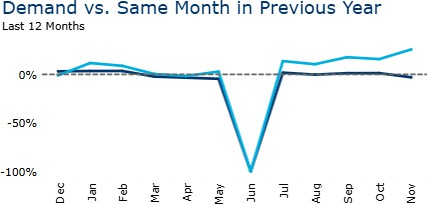 Demand vs. Same Month in Previous Year
Last 12 Months
0%
-50%
-100%
Dec
Jan
Feb
Mar
Apr
May
Jun
Jul
Aug
Sep
Oct
Nov